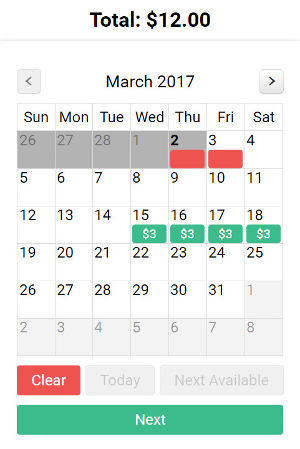 Total: $12.00
March 2017
Sun Mon Tue Wed Thu Fri Sat
26 27 28 1 2 3 4
5 6 7 8 9 10 11
12 13 14 15 16 17 18
$3 $3 $3 $3
19 20 21 22 23 24 25
26 27 28 29 30 31 1
2 3 4 5 6 7 8
Clear Today Next Available
Next